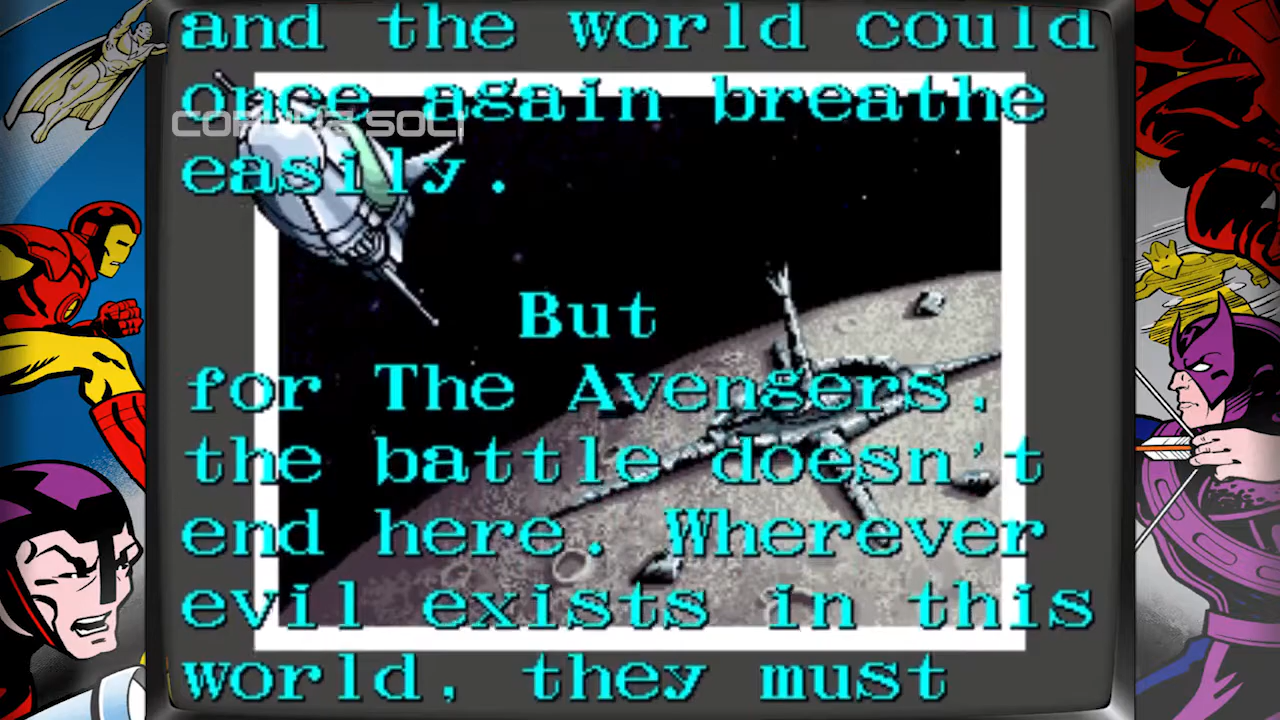 and the world could
once again breathe
easily.
But
for The Avengers,
the battle doesn't
end here. Wherever
evil exists in this
world, they must